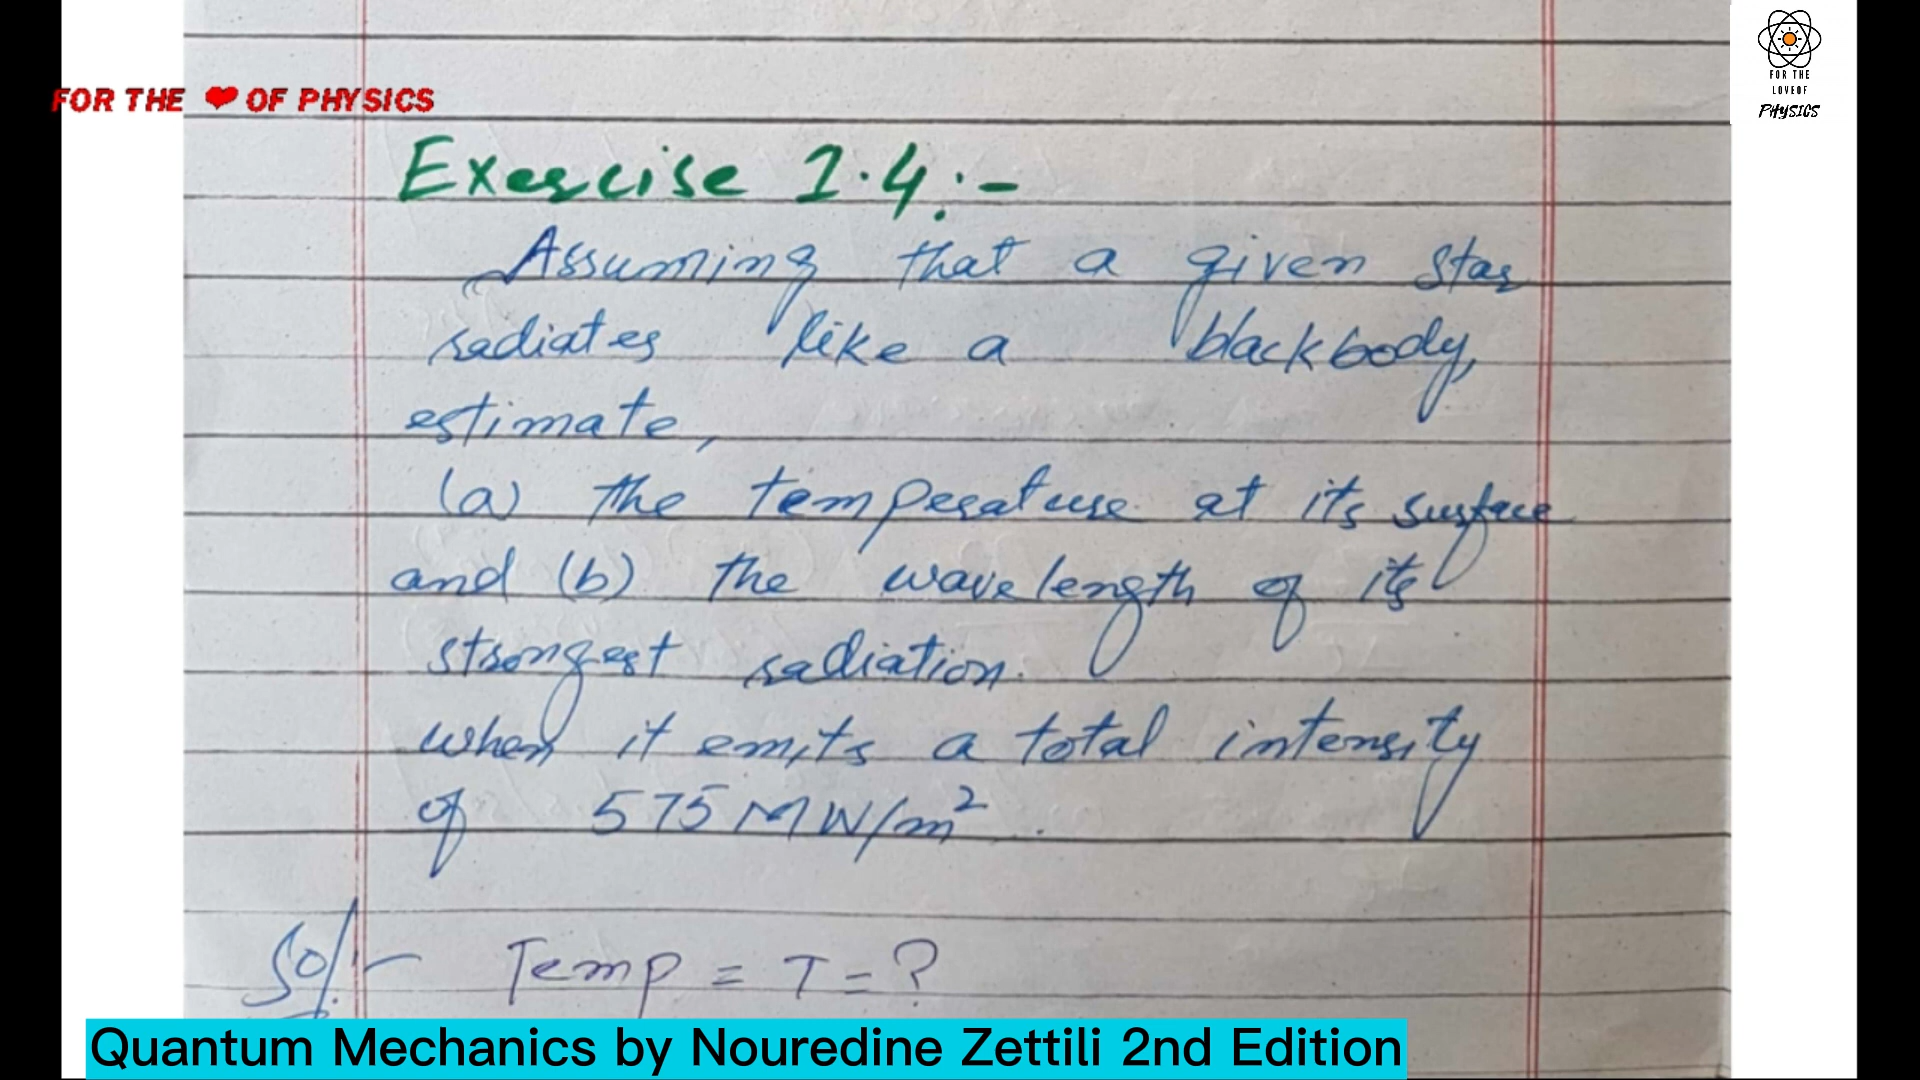 FOR THE ❤ OF PHYSICS
FOR THE
LOVEOF
PHYSICS
Exercise 1.4:-
Assuming that a given star
radiates like a blackbody,
estimate,
(a) the temperature at its surface
and (b) the wavelength of its
strongest radiation.
when it emits a total intensity
of 575 MW/m².
Sol:- Temp = T = ?
Quantum Mechanics by Nouredine Zettili 2nd Edition